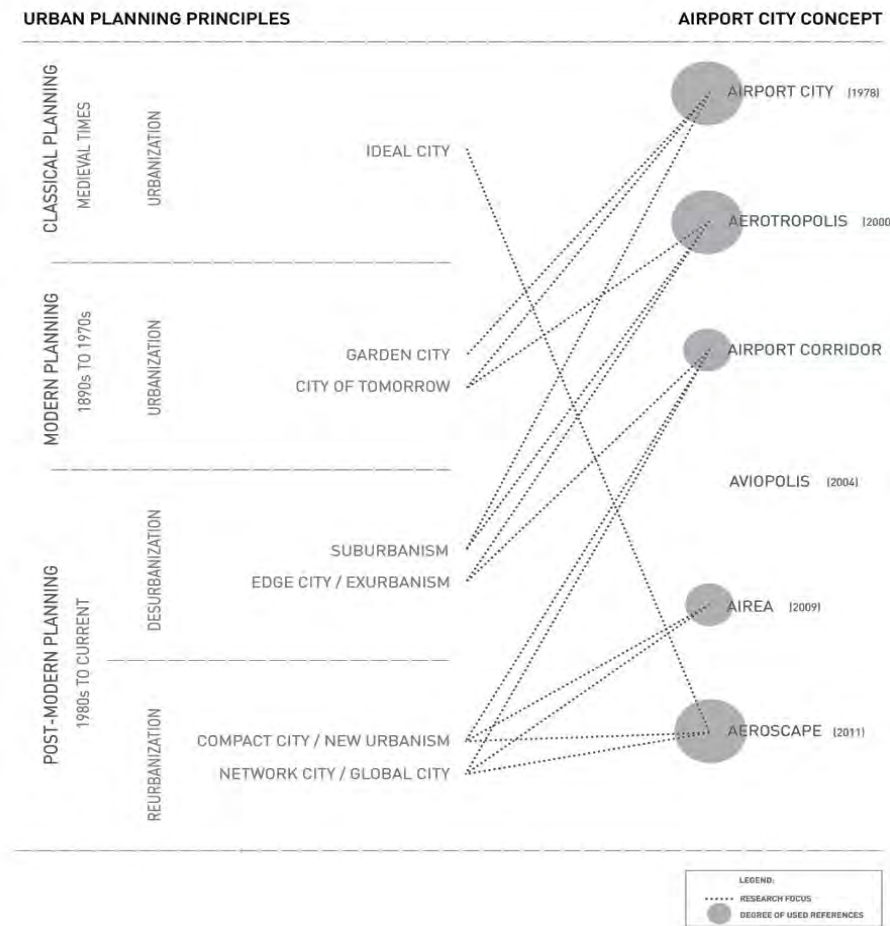 URBAN PLANNING PRINCIPLES
AIRPORT CITY CONCEPT
CLASSICAL PLANNING
MEDIEVAL TIMES
URBANIZATION
IDEAL CITY
MODERN PLANNING
1890s TO 1970s
URBANIZATION
GARDEN CITY
CITY OF TOMORROW
POST-MODERN PLANNING
1980s TO CURRENT
DESURBANIZATION
SUBURBANISM
EDGE CITY / EXURBANISM
REURBANIZATION
COMPACT CITY / NEW URBANISM
NETWORK CITY / GLOBAL CITY
AIRPORT CITY (1978)
AEROTROPOLIS (2000
AIRPORT CORRIDOR
AVIOPOLIS (2004)
AIREA (2009)
AEROSCAPE (2011)
LEGEND:
RESEARCH FOCUS
DEGREE OF USED REFERENCES